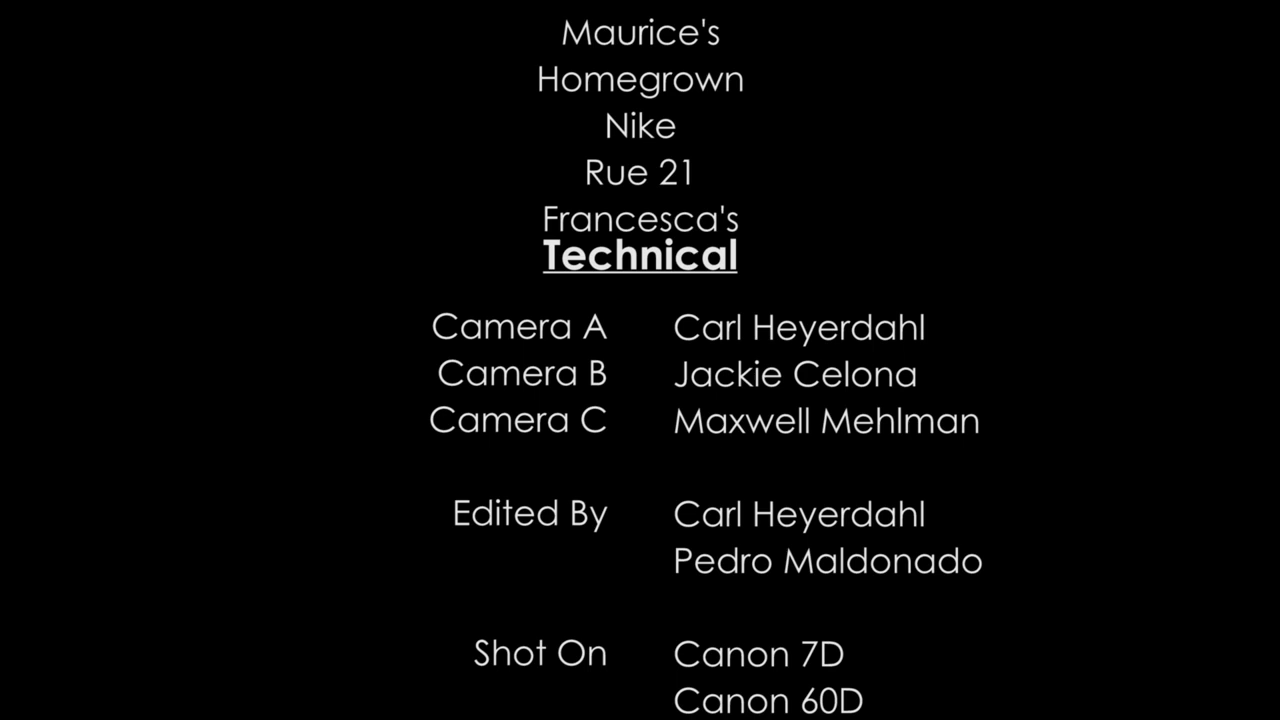 Maurice's
Homegrown
Nike
Rue 21
Francesca's
Technical
Camera A Carl Heyerdahl
Camera B Jackie Celona
Camera C Maxwell Mehlman
Edited By Carl Heyerdahl
Pedro Maldonado
Shot On Canon 7D
Canon 60D